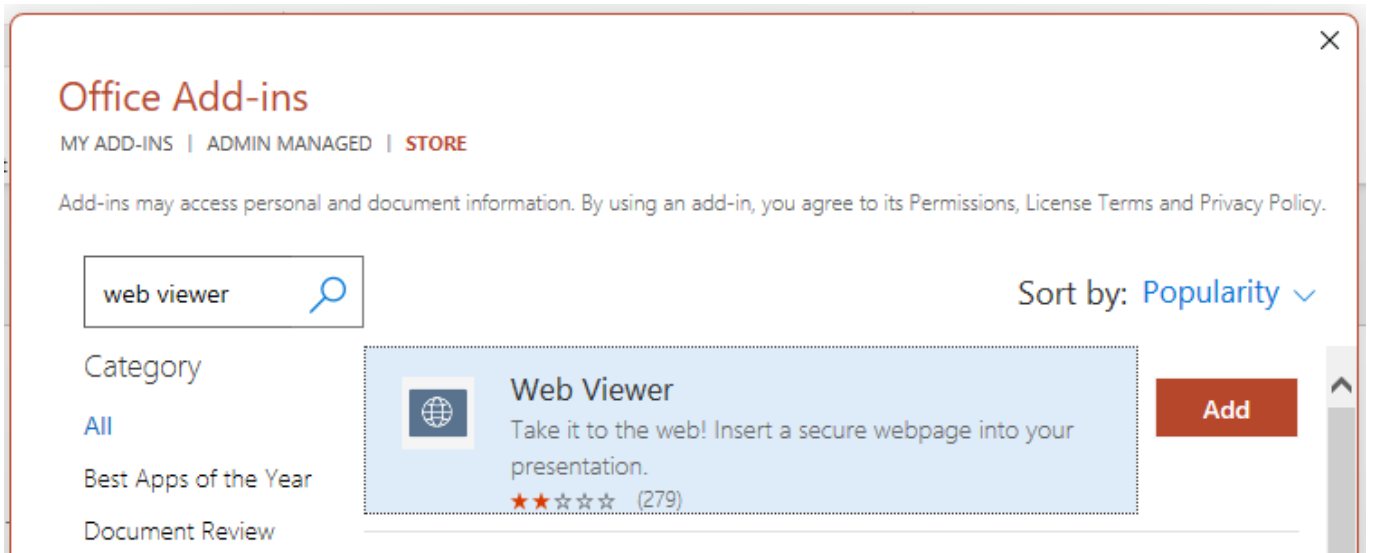 Office Add-ins
MY ADD-INS | ADMIN MANAGED | STORE
Add-ins may access personal and document information. By using an add-in, you agree to its Permissions, License Terms and Privacy Policy.
web viewer
Sort by: Popularity
Category
All
Best Apps of the Year
Document Review
Web Viewer
Take it to the web! Insert a secure webpage into your
presentation.
(279)
Add